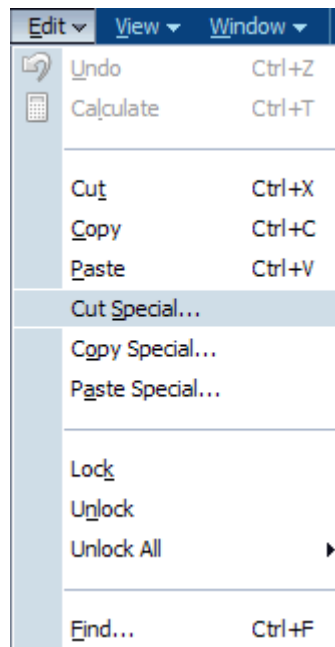 Edit View Window
Undo Ctrl+Z
Calculate Ctrl+T
Cut Ctrl+X
Copy Ctrl+C
Paste Ctrl+V
Cut Special...
Copy Special...
Paste Special...
Lock
Unlock
Unlock All
Find... Ctrl+F